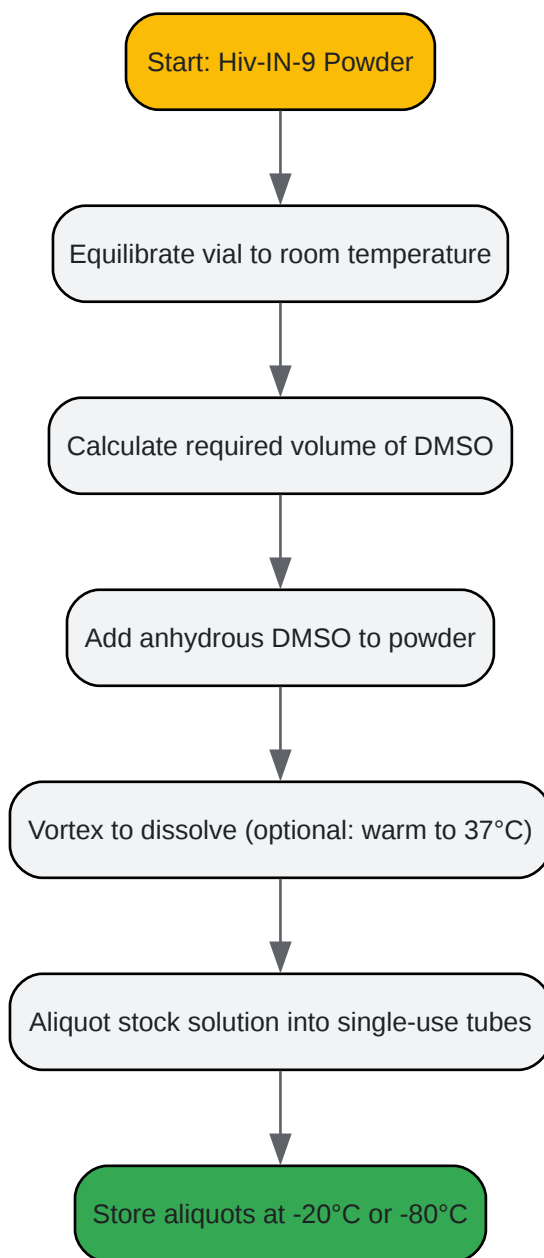 Start: Hiv-IN-9 Powder
Equilibrate vial to room temperature
Calculate required volume of DMSO
Add anhydrous DMSO to powder
Vortex to dissolve (optional: warm to 37°C)
Aliquot stock solution into single-use tubes
Store aliquots at -20°C or -80°C